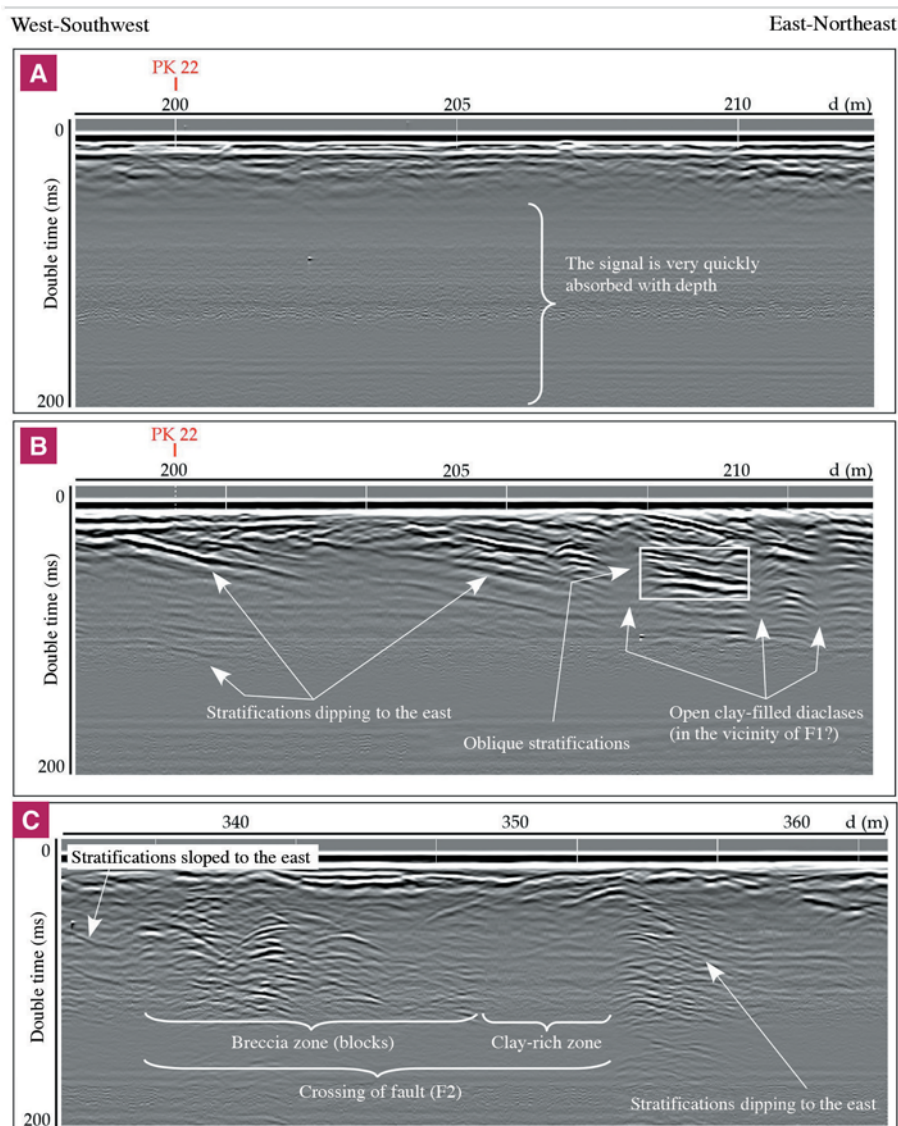 West-Southwest East-Northeast
A
PK 22
200 205 210 d (m)
0
Double time (ms)
The signal is very quickly
absorbed with depth
200
B
PK 22
200 205 210 d (m)
0
Double time (ms)
Stratifications dipping to the east
Oblique stratifications
Open clay-filled diaclases
(in the vicinity of F1?)
200
C
340 350 360 d (m)
0
Stratifications sloped to the east
Double time (ms)
Breccia zone (blocks) Clay-rich zone
Crossing of fault (F2)
Stratifications dipping to the east
200